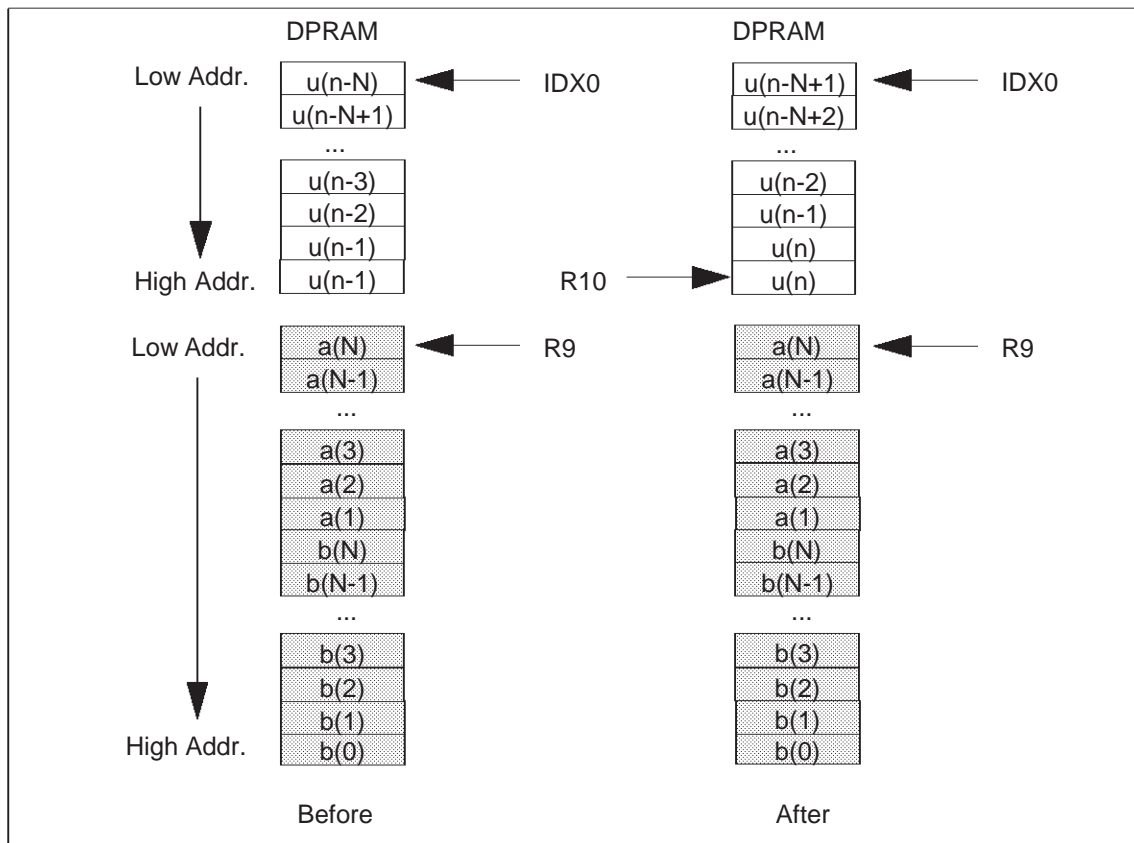 DPRAM DPRAM
Low Addr. u(n-N) IDX0 u(n-N+1) IDX0
u(n-N+1) u(n-N+2)
... ...
u(n-3) u(n-2)
u(n-2) u(n-1)
u(n-1) u(n)
High Addr. u(n-1) R10 u(n)
Low Addr. a(N) R9 a(N) R9
a(N-1) a(N-1)
... ...
a(3) a(3)
a(2) a(2)
a(1) a(1)
b(N) b(N)
b(N-1) b(N-1)
... ...
b(3) b(3)
b(2) b(2)
b(1) b(1)
High Addr. b(0) b(0)
Before After